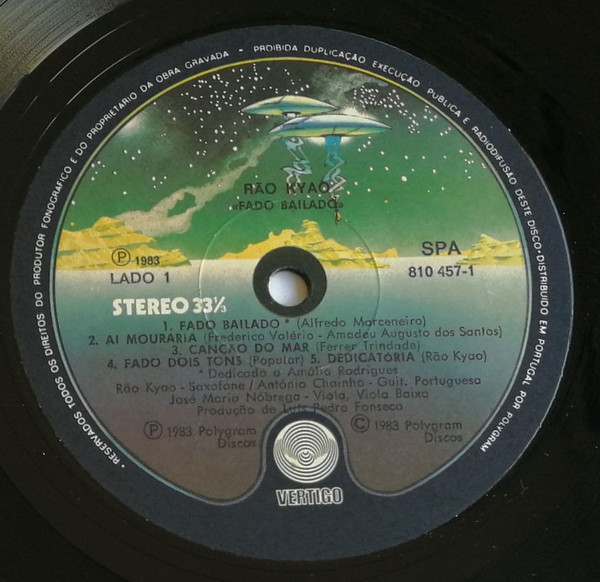 • RESERVADOS TODOS OS DIREITOS DO PRODUTOR FONOGRAFICO E DO PROPRIETARIO DA OBRA GRAVADA - PROIBIDA DUPLICAÇÃO EXECUÇÃO PUBLICA E RADIODIFUSÃO DESTE DISCO • DISTRIBUIDO EM PORTUGAL POR POLYGRAM
RÃO KYAO
«FADO BAILADO»
Ⓟ 1983
LADO 1
SPA
810 457-1
STEREO 33⅓
1. FADO BAILADO * (Alfredo Marceneiro)
2. AI MOURARIA (Frederico Valério - Amadeu Augusto dos Santos)
3. CANÇÃO DO MAR (Ferrer Trindade)
4. FADO DOIS TONS (Popular) 5. DEDICATÓRIA (Rão Kyao)
* Dedicado a Amália Rodrigues
Rão Kyao - Saxofone / António Chainho - Guit. Portuguesa
José Maria Nóbrega - Viola, Viola Baixo
Produção de Luis Pedro Fonseca
Ⓟ 1983 Polygram Discos
© 1983 Polygram Discos
VERTIGO